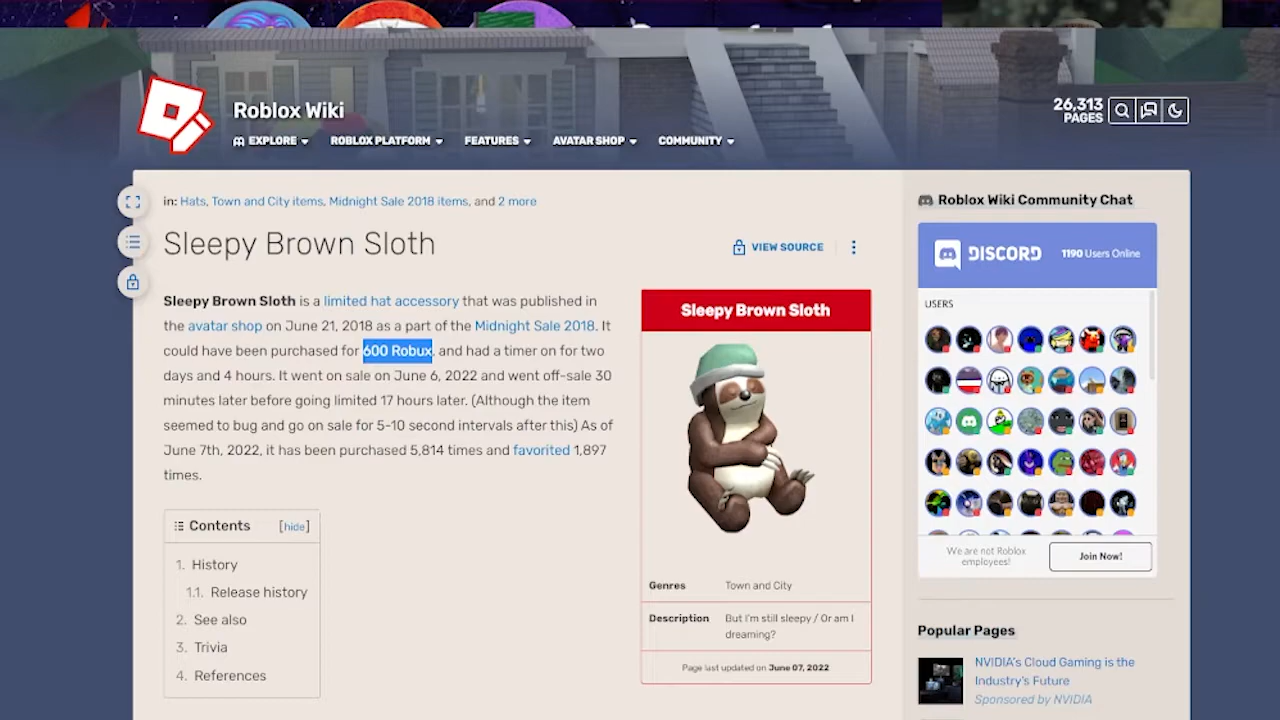 Roblox Wiki
26,313
PAGES
EXPLORE
ROBLOX PLATFORM
FEATURES
AVATAR SHOP
COMMUNITY
in: Hats, Town and City items, Midnight Sale 2018 items, and 2 more
Sleepy Brown Sloth
VIEW SOURCE
Sleepy Brown Sloth is a limited hat accessory that was published in
the avatar shop on June 21, 2018 as a part of the Midnight Sale 2018. It
could have been purchased for 600 Robux, and had a timer on for two
days and 4 hours. It went on sale on June 6, 2022 and went off-sale 30
minutes later before going limited 17 hours later. (Although the item
seemed to bug and go on sale for 5-10 second intervals after this) As of
June 7th, 2022, it has been purchased 5,814 times and favorited 1,897
times.
Contents [hide]
1. History
1.1. Release history
2. See also
3. Trivia
4. References
Sleepy Brown Sloth
Genres Town and City
Description But I'm still sleepy / Or am I
dreaming?
Page last updated on June 07, 2022
Roblox Wiki Community Chat
DISCORD 1190 Users Online
USERS
We are not Roblox
employees!
Join Now!
Popular Pages
NVIDIA's Cloud Gaming is the
Industry's Future
Sponsored by NVIDIA